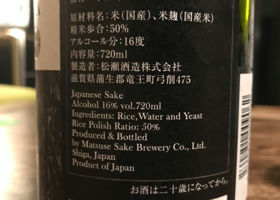 原材料名：米（国産）、米麹（国産米）
精米歩合：50%
アルコール分：16度
内容量：720ml
製造者：松瀬酒造株式会社
滋賀県蒲生郡竜王町弓削475
Japanese Sake
Alcohol 16% vol.720ml
Ingredients: Rice,Water and Yeast
Rice Polish Ratio: 50%
Produced & Bottled
by Matsuse Sake Brewery Co., Ltd.
Shiga, Japan
Product of Japan
お酒は二十歳になってから。